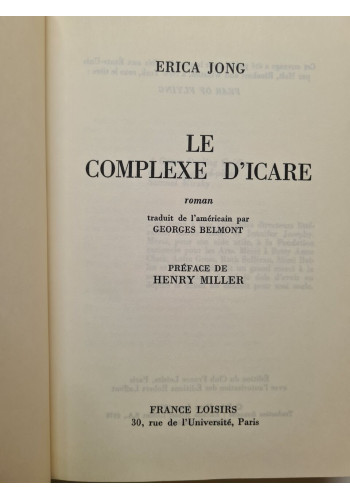 ERICA JONG
LE
COMPLEXE D'ICARE
roman
traduit de l'américain par
GEORGES BELMONT
PRÉFACE DE
HENRY MILLER
FRANCE LOISIRS
30, rue de l'Université, Paris